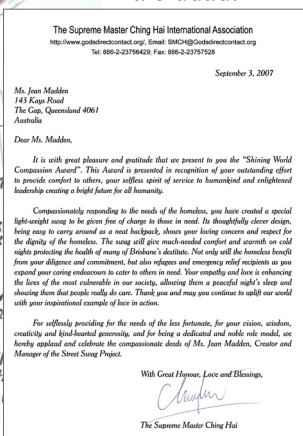 The Supreme Master Ching Hai International Association
http://www.godsdirectcontact.org/, Email: SMCH@Godsdirectcontact.org
Tel: 886-2-23756429; Fax: 886-2-23757528
September 3, 2007
Ms. Jean Madden
143 Kays Road
The Gap, Queensland 4061
Australia
Dear Ms. Madden,
It is with great pleasure and gratitude that we present to you the "Shining World
Compassion Award". This Award is presented in recognition of your outstanding effort
to provide comfort to others, your selfless spirit of service to humankind and enlightened
leadership creating a bright future for all humanity.
Compassionately responding to the needs of the homeless, you have created a special
light-weight swag to be given free of charge to those in need. Its thoughtfully clever design,
being easy to carry around as a neat backpack, shouts your loving concern and respect for
the dignity of the homeless. The swag will give much-needed comfort and warmth on cold
nights protecting the health of many of Brisbane's destitute. Not only will the homeless benefit
from your diligence and commitment, but also refugees and emergency relief recipients as you
expand your caring endeavours to cater to others in need. Your empathy and love is enhancing
the lives of the most vulnerable in our society, allowing them a peaceful night's sleep and
showing them that people really do care. Thank you and may you continue to uplift our world
with your inspirational example of love in action.
For selflessly providing for the needs of the less fortunate, for your vision, wisdom,
creativity and kind-hearted generosity, and for being a dedicated and noble role model, we
hereby applaud and celebrate the compassionate deeds of Ms. Jean Madden, Creator and
Manager of the Street Swag Project.
With Great Honour, Love and Blessings,
The Supreme Master Ching Hai